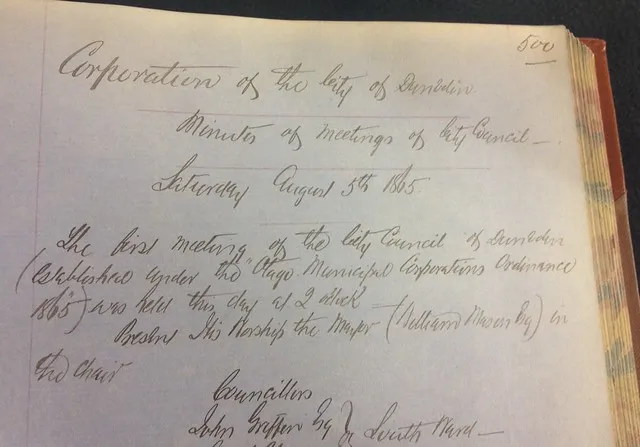 500
Corporation of the City of Dunedin
Minutes of Meetings of City Council —
Saturday August 5th 1865.
The first meeting of the City Council of Dunedin
(established under the "Otago Municipal Corporations Ordinance
1865") was held this day at 2 oClock
Present His Worship the Mayor (William Mason Esq) in
the chair
Councillors
John Griffen Esq } South Ward —